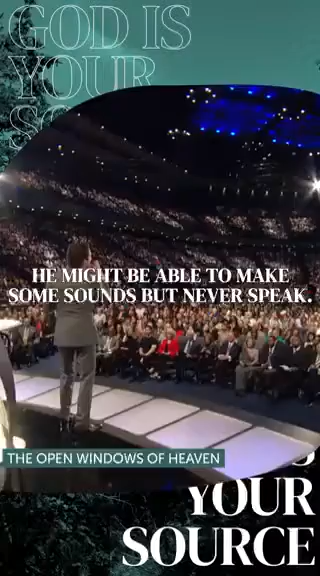 GOD IS
YOUR
HE MIGHT BE ABLE TO MAKE
SOME SOUNDS BUT NEVER SPEAK.
THE OPEN WINDOWS OF HEAVEN
YOUR
SOURCE